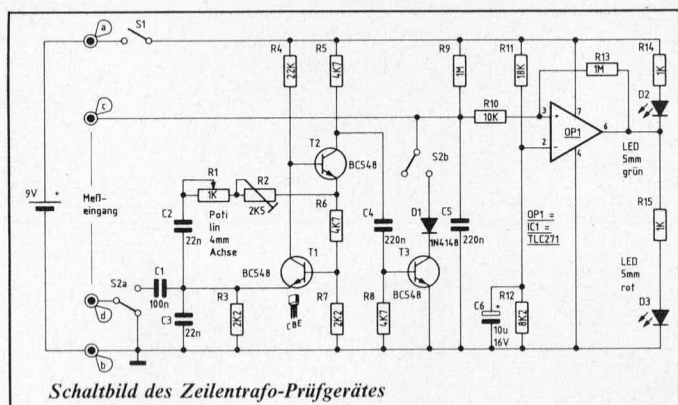 a
S1
R4
R5
R9
R11
R14
22K
4K7
1M
18K
R13
1M
1K
c
R10
10K
3
7
D2
OP1
6
2
4
+
-
T2
BC548
S2b
LED
5mm
grün
9V
+
Meß-
eingang
R1
1K
R2
2K5
Poti
lin
4mm
Achse
R6
4K7
C2
22n
C4
220n
D1
1N4148
C5
220n
OP1 =
IC1 =
TLC271
R15
1K
S2a
C1
100n
BC548
T1
T3
BC548
LED
5mm
rot
d
R3
2K2
C3
22n
CBE
R7
2K2
R8
4K7
C6
+
10u
16V
R12
8K2
D3
b
Schaltbild des Zeilentrafo-Prüfgerätes